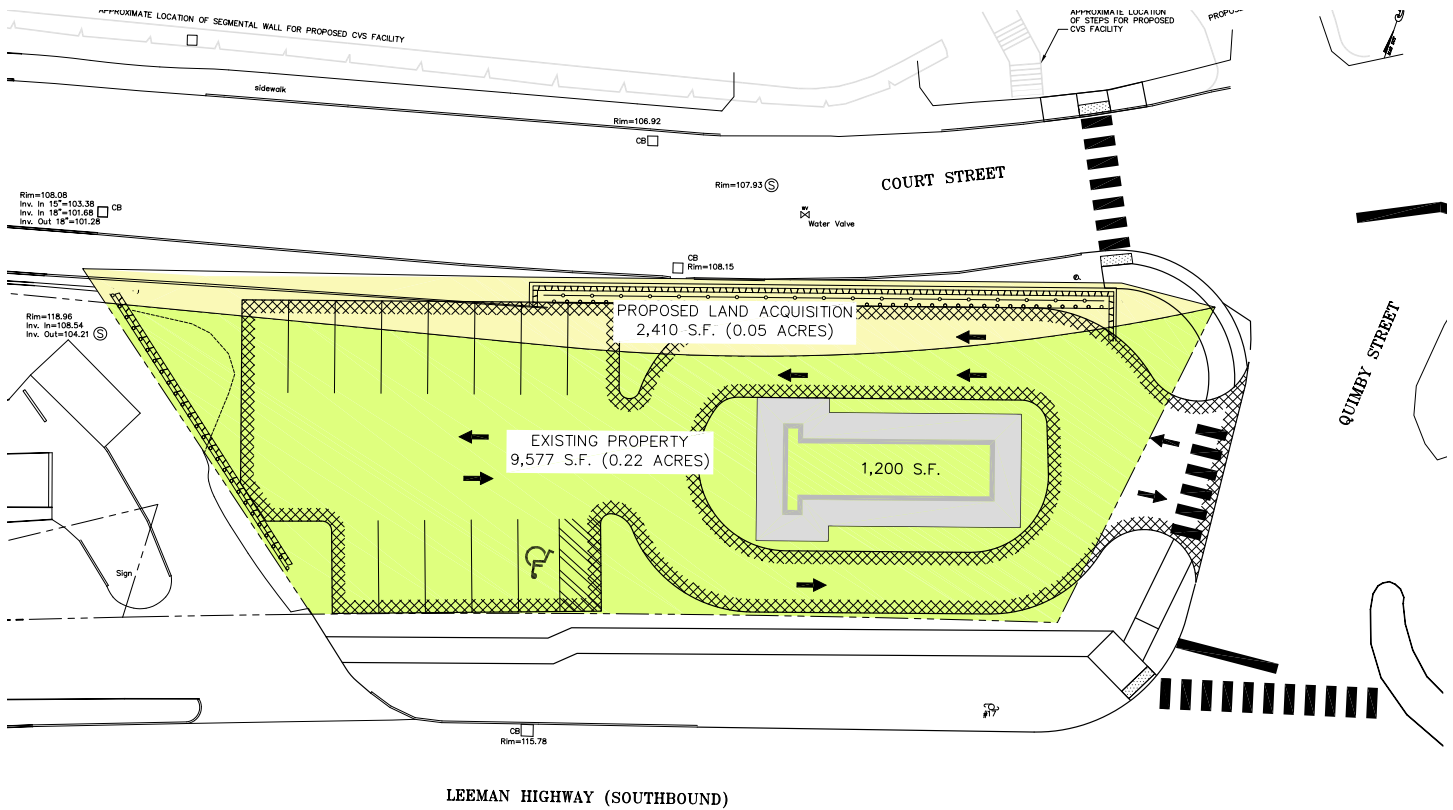 APPROXIMATE LOCATION OF SEGMENTAL WALL FOR PROPOSED CVS FACILITY
APPROXIMATE LOCATION
OF STEPS FOR PROPOSED
CVS FACILITY
sidewalk
Rim=106.92
CB
Rim=107.93 S
COURT STREET
Rim=108.08
Inv. In 15"=103.38
Inv. In 18"=101.68
Inv. Out 18"=101.28
CB
Water Valve
CB
Rim=108.15
Rim=118.96
Inv. In=108.54
Inv. Out=104.21 S
PROPOSED LAND ACQUISITION
2,410 S.F. (0.05 ACRES)
QUIMBY STREET
EXISTING PROPERTY
9,577 S.F. (0.22 ACRES)
1,200 S.F.
Sign
#17
CB
Rim=115.78
LEEMAN HIGHWAY (SOUTHBOUND)